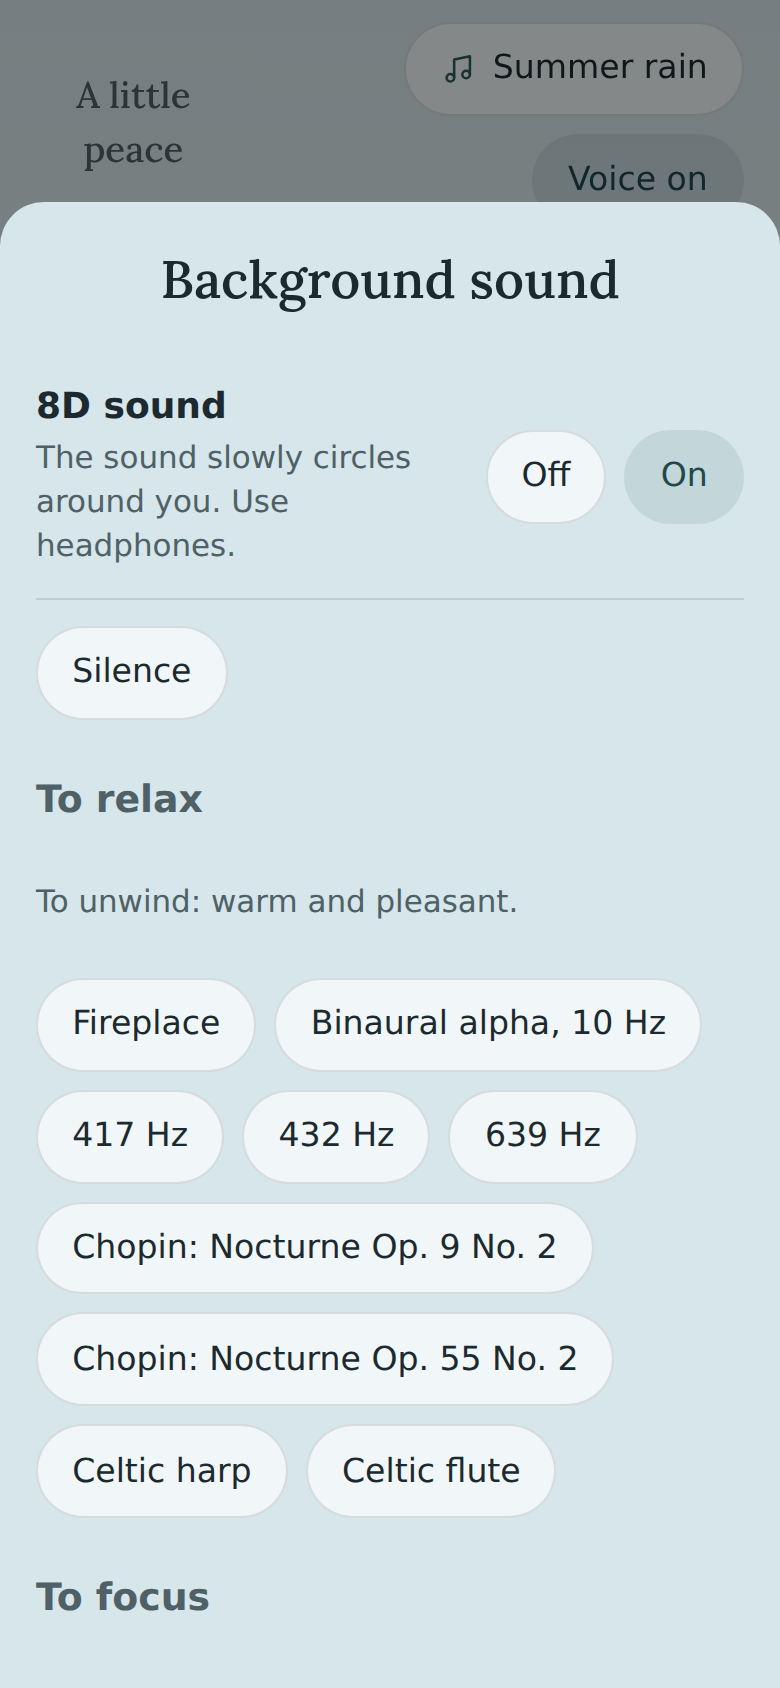 A little
peace
Summer rain
Voice on
Background sound
8D sound
The sound slowly circles
around you. Use
headphones.
Off
On
Silence
To relax
To unwind: warm and pleasant.
Fireplace
Binaural alpha, 10 Hz
417 Hz
432 Hz
639 Hz
Chopin: Nocturne Op. 9 No. 2
Chopin: Nocturne Op. 55 No. 2
Celtic harp
Celtic flute
To focus